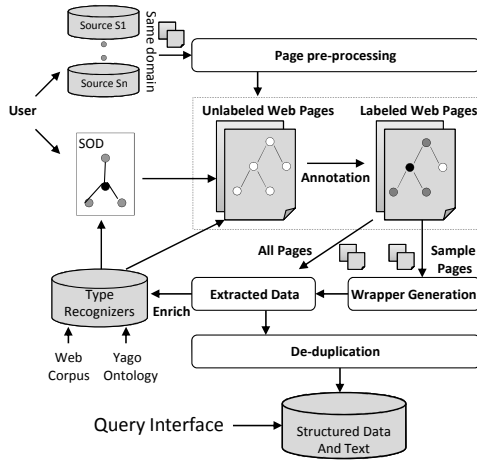 Source S1
Source Sn
Same domain
Page pre-processing
User
Unlabeled Web Pages
Labeled Web Pages
SOD
Annotation
All Pages
Sample
Pages
Type
Recognizers
Enrich
Extracted Data
Wrapper Generation
Web
Corpus
Yago
Ontology
De-duplication
Query Interface
Structured Data
And Text